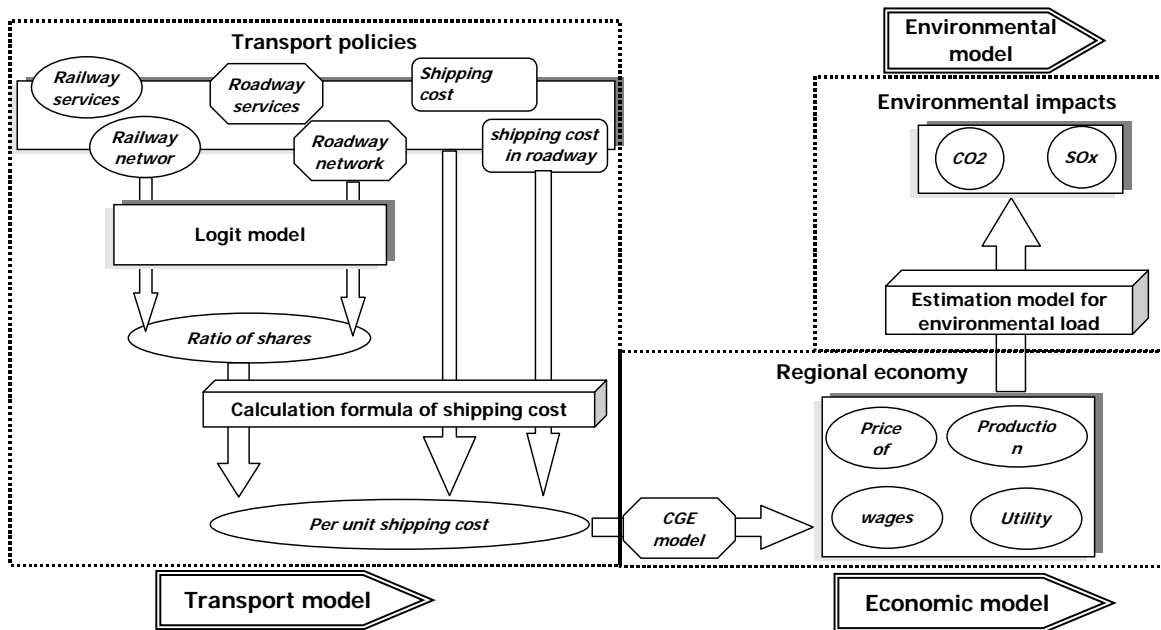 Transport policies
Railway
services
Roadway
services
Shipping
cost
Railway
networ
Roadway
network
shipping cost
in roadway
Logit model
Ratio of shares
Calculation formula of shipping cost
Per unit shipping cost
Transport model
CGE
model
Environmental
model
Environmental impacts
CO2
SOx
Estimation model for
environmental load
Regional economy
Price
of
Productio
n
wages
Utility
Economic model